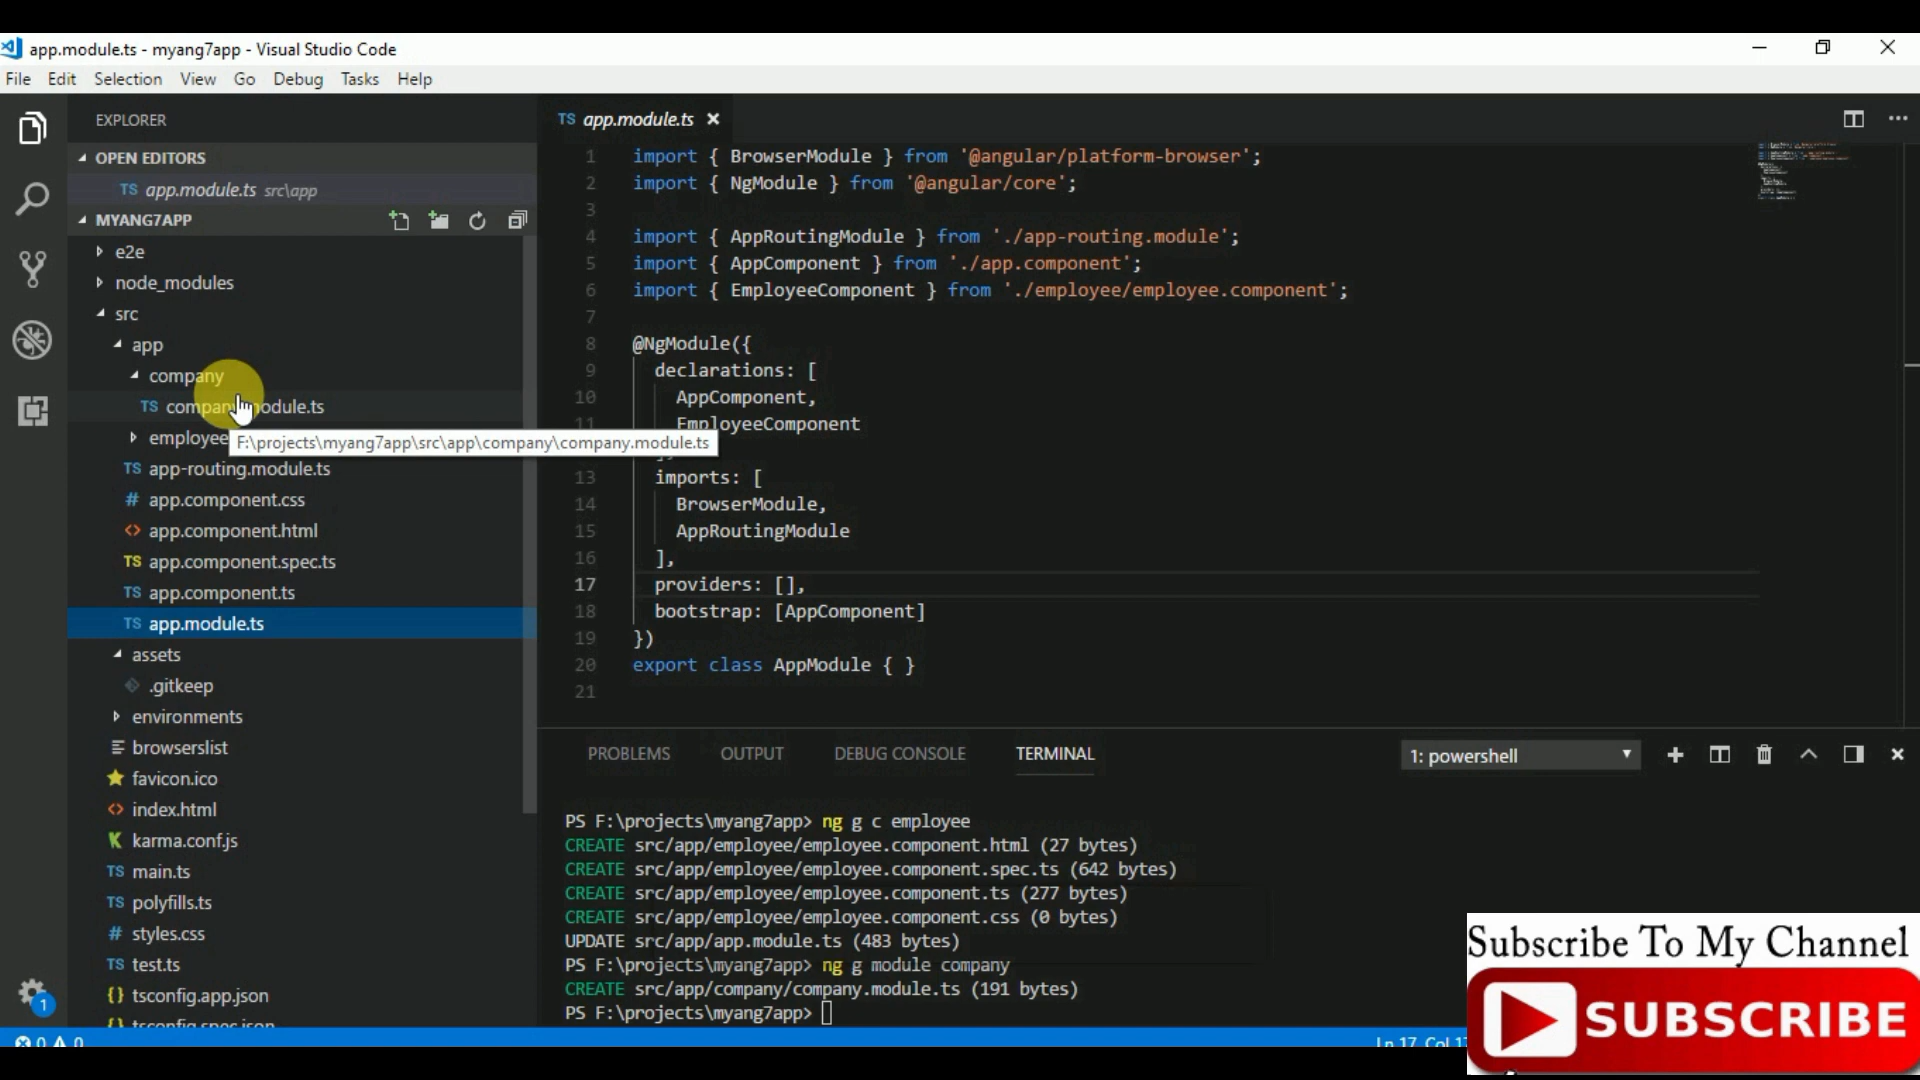 app.module.ts - myang7app - Visual Studio Code
File Edit Selection View Go Debug Tasks Help
EXPLORER
OPEN EDITORS
TS app.module.ts src\app
MYANG7APP
e2e
node_modules
src
app
company
TS company.module.ts
F:\projects\myang7app\src\app\company\company.module.ts
employee
TS app-routing.module.ts
# app.component.css
<> app.component.html
TS app.component.spec.ts
TS app.component.ts
TS app.module.ts
assets
.gitkeep
environments
browserslist
favicon.ico
<> index.html
karma.conf.js
TS main.ts
TS polyfills.ts
# styles.css
TS test.ts
{} tsconfig.app.json
{} tsconfig.spec.json
1
0 0
TS app.module.ts
1 import { BrowserModule } from '@angular/platform-browser';
2 import { NgModule } from '@angular/core';
3
4 import { AppRoutingModule } from './app-routing.module';
5 import { AppComponent } from './app.component';
6 import { EmployeeComponent } from './employee/employee.component';
7
8 @NgModule({
9 declarations: [
10 AppComponent,
11 EmployeeComponent
13 imports: [
14 BrowserModule,
15 AppRoutingModule
16 ],
17 providers: [],
18 bootstrap: [AppComponent]
19 })
20 export class AppModule { }
21
PROBLEMS OUTPUT DEBUG CONSOLE TERMINAL 1: powershell
PS F:\projects\myang7app> ng g c employee
CREATE src/app/employee/employee.component.html (27 bytes)
CREATE src/app/employee/employee.component.spec.ts (642 bytes)
CREATE src/app/employee/employee.component.ts (277 bytes)
CREATE src/app/employee/employee.component.css (0 bytes)
UPDATE src/app/app.module.ts (483 bytes)
PS F:\projects\myang7app> ng g module company
CREATE src/app/company/company.module.ts (191 bytes)
PS F:\projects\myang7app>
Ln 17, Col
Subscribe To My Channel
SUBSCRIBE